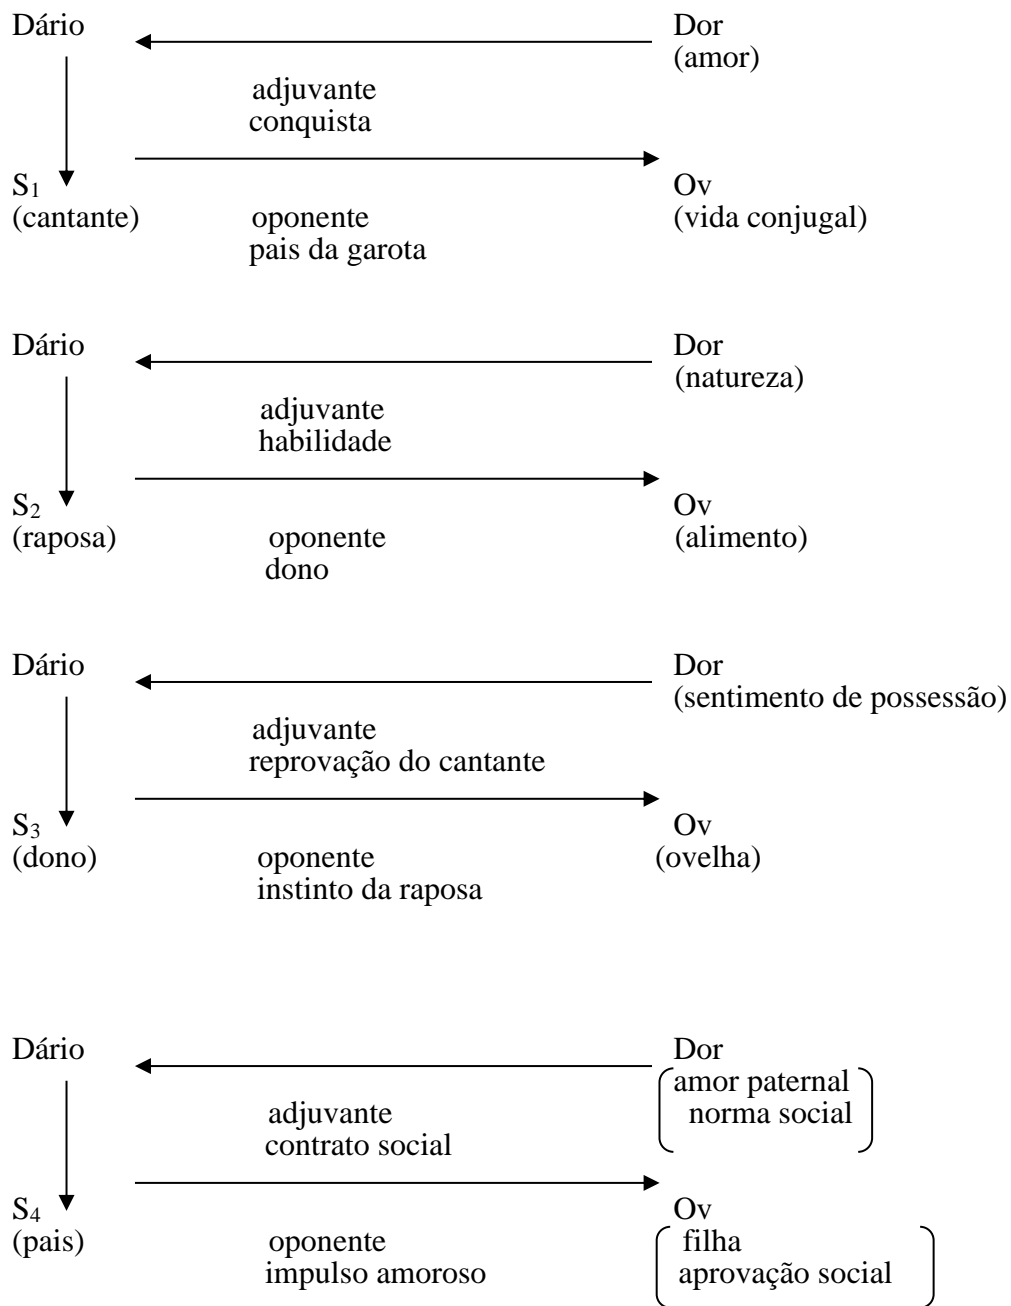 Dário Dor
(amor)
adjuvante
conquista
S₁ Ov
(cantante) oponente (vida conjugal)
pais da garota
Dário Dor
(natureza)
adjuvante
habilidade
S₂ Ov
(raposa) oponente (alimento)
dono
Dário Dor
(sentimento de possessão)
adjuvante
reprovação do cantante
S₃ Ov
(dono) oponente (ovelha)
instinto da raposa
Dário Dor
amor paternal
adjuvante norma social
contrato social
S₄ Ov
(pais) oponente filha
impulso amoroso aprovação social